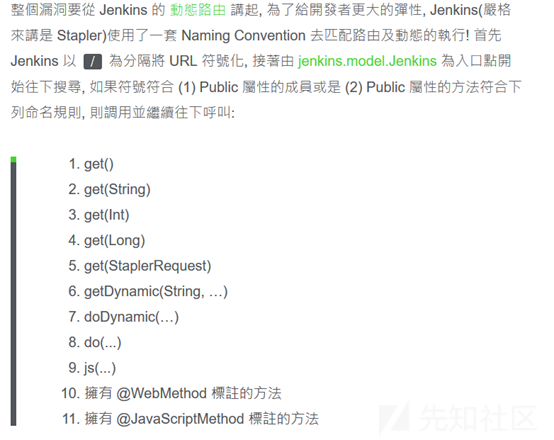 整個漏洞要從 Jenkins 的 動態路由 講起, 為了給開發者更大的彈性, Jenkins(嚴格
來講是 Stapler)使用了一套 Naming Convention 去匹配路由及動態的執行! 首先
Jenkins 以 / 為分隔將 URL 符號化, 接著由 jenkins.model.Jenkins 為入口點開
始往下搜尋, 如果符號符合 (1) Public 屬性的成員或是 (2) Public 屬性的方法符合下
列命名規則, 則調用並繼續往下呼叫:
1. get()
2. get(String)
3. get(Int)
4. get(Long)
5. get(StaplerRequest)
6. getDynamic(String, …)
7. doDynamic(…)
8. do(...)
9. js(...)
10. 擁有 @WebMethod 標註的方法
11. 擁有 @JavaScriptMethod 標註的方法
先知社区